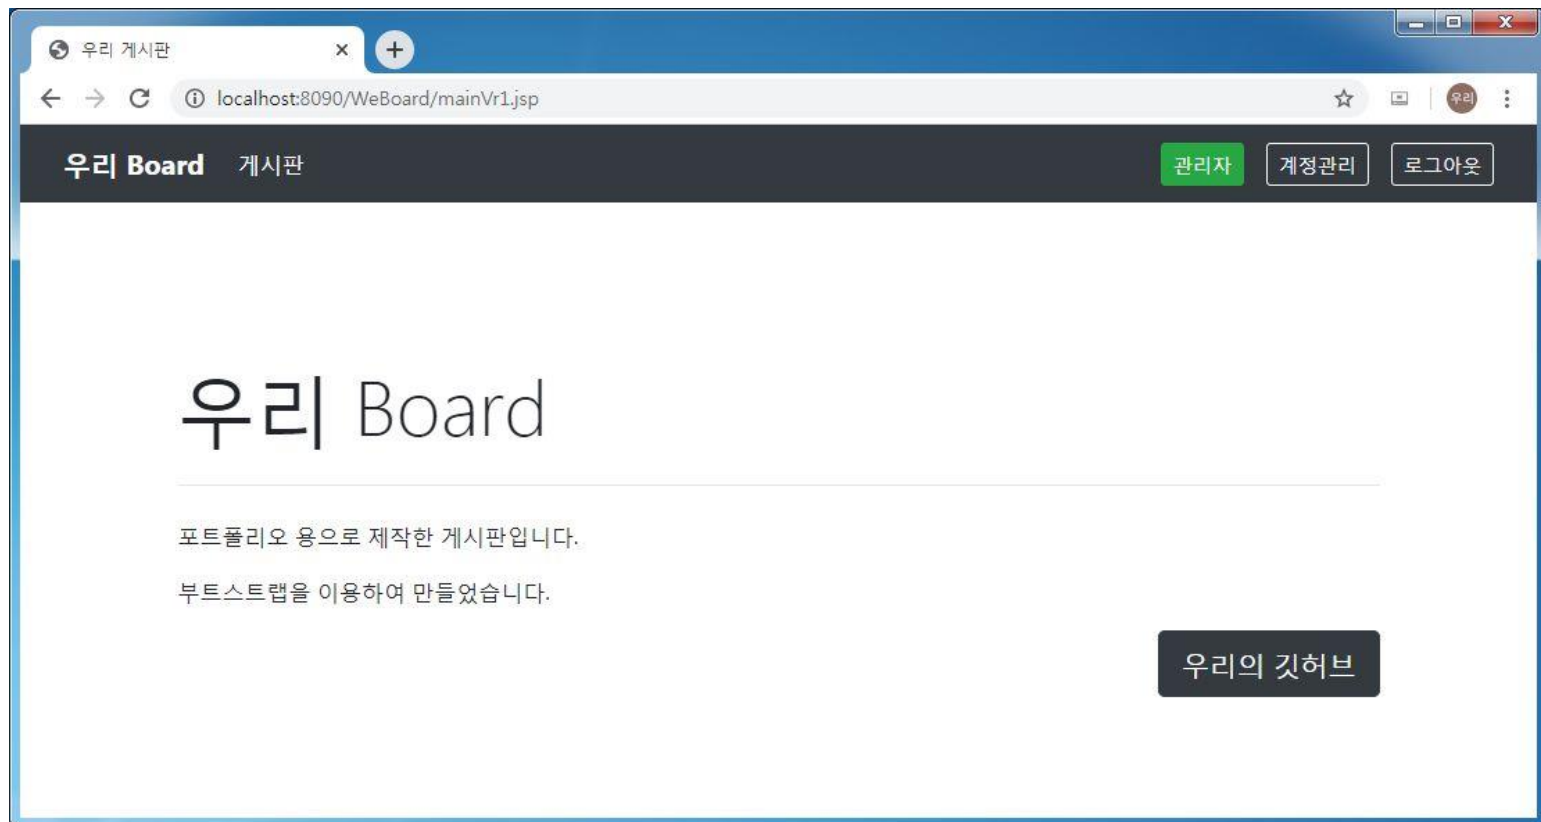 우리 게시판
localhost:8090/WeBoard/mainVr1.jsp
우리
우리 Board 게시판 관리자 계정관리 로그아웃
우리 Board
포트폴리오 용으로 제작한 게시판입니다.
부트스트랩을 이용하여 만들었습니다.
우리의 깃허브